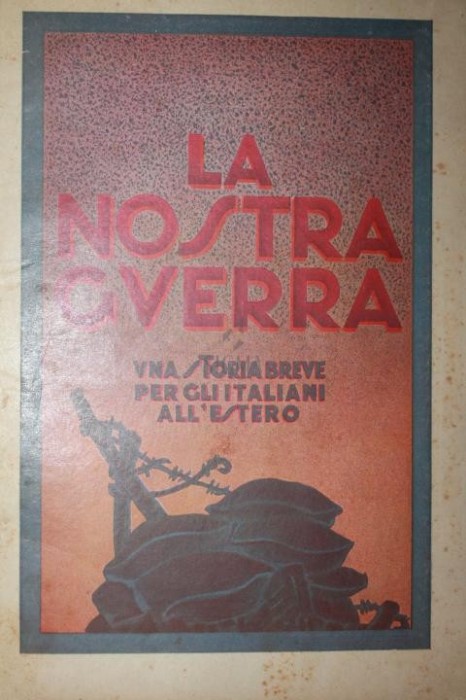 LA
NOSTRA
GVERRA
VNA STORIA BREVE
PER GLI ITALIANI
ALL'ESTERO